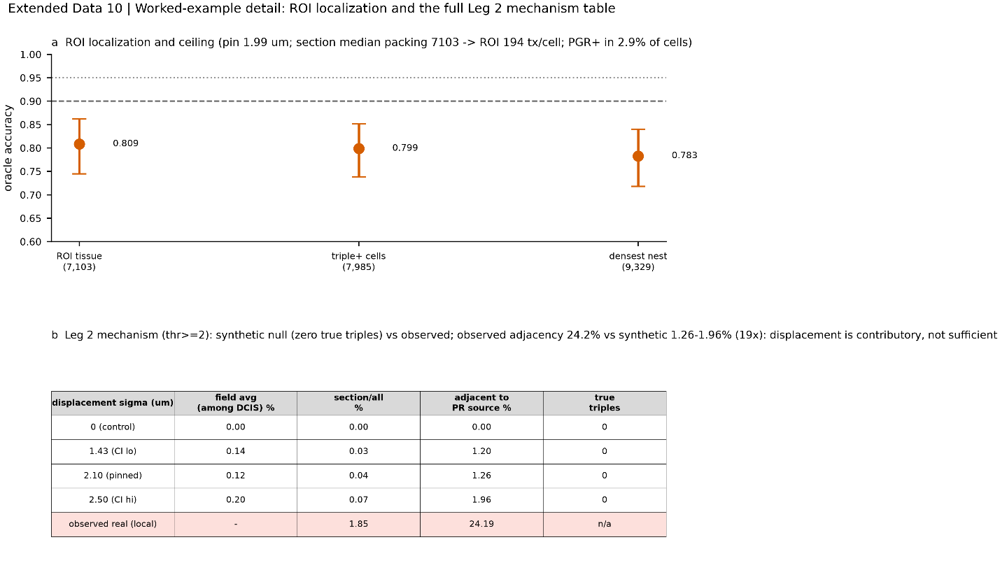 Extended Data 10 | Worked-example detail: ROI localization and the full Leg 2 mechanism table
a ROI localization and ceiling (pin 1.99 um; section median packing 7103 -> ROI 194 tx/cell; PGR+ in 2.9% of cells)
oracle accuracy
1.00
0.95
0.90
0.85
0.80
0.75
0.70
0.65
0.60
0.809
0.799
0.783
ROI tissue
(7,103)
triple+ cells
(7,985)
densest nest
(9,329)
b Leg 2 mechanism (thr>=2): synthetic null (zero true triples) vs observed; observed adjacency 24.2% vs synthetic 1.26-1.96% (19x): displacement is contributory, not sufficient
displacement sigma (um) field avg (among DCIS) % section/all % adjacent to PR source % true triples
0 (control) 0.00 0.00 0.00 0
1.43 (CI lo) 0.14 0.03 1.20 0
2.10 (pinned) 0.12 0.04 1.26 0
2.50 (CI hi) 0.20 0.07 1.96 0
observed real (local) - 1.85 24.19 n/a